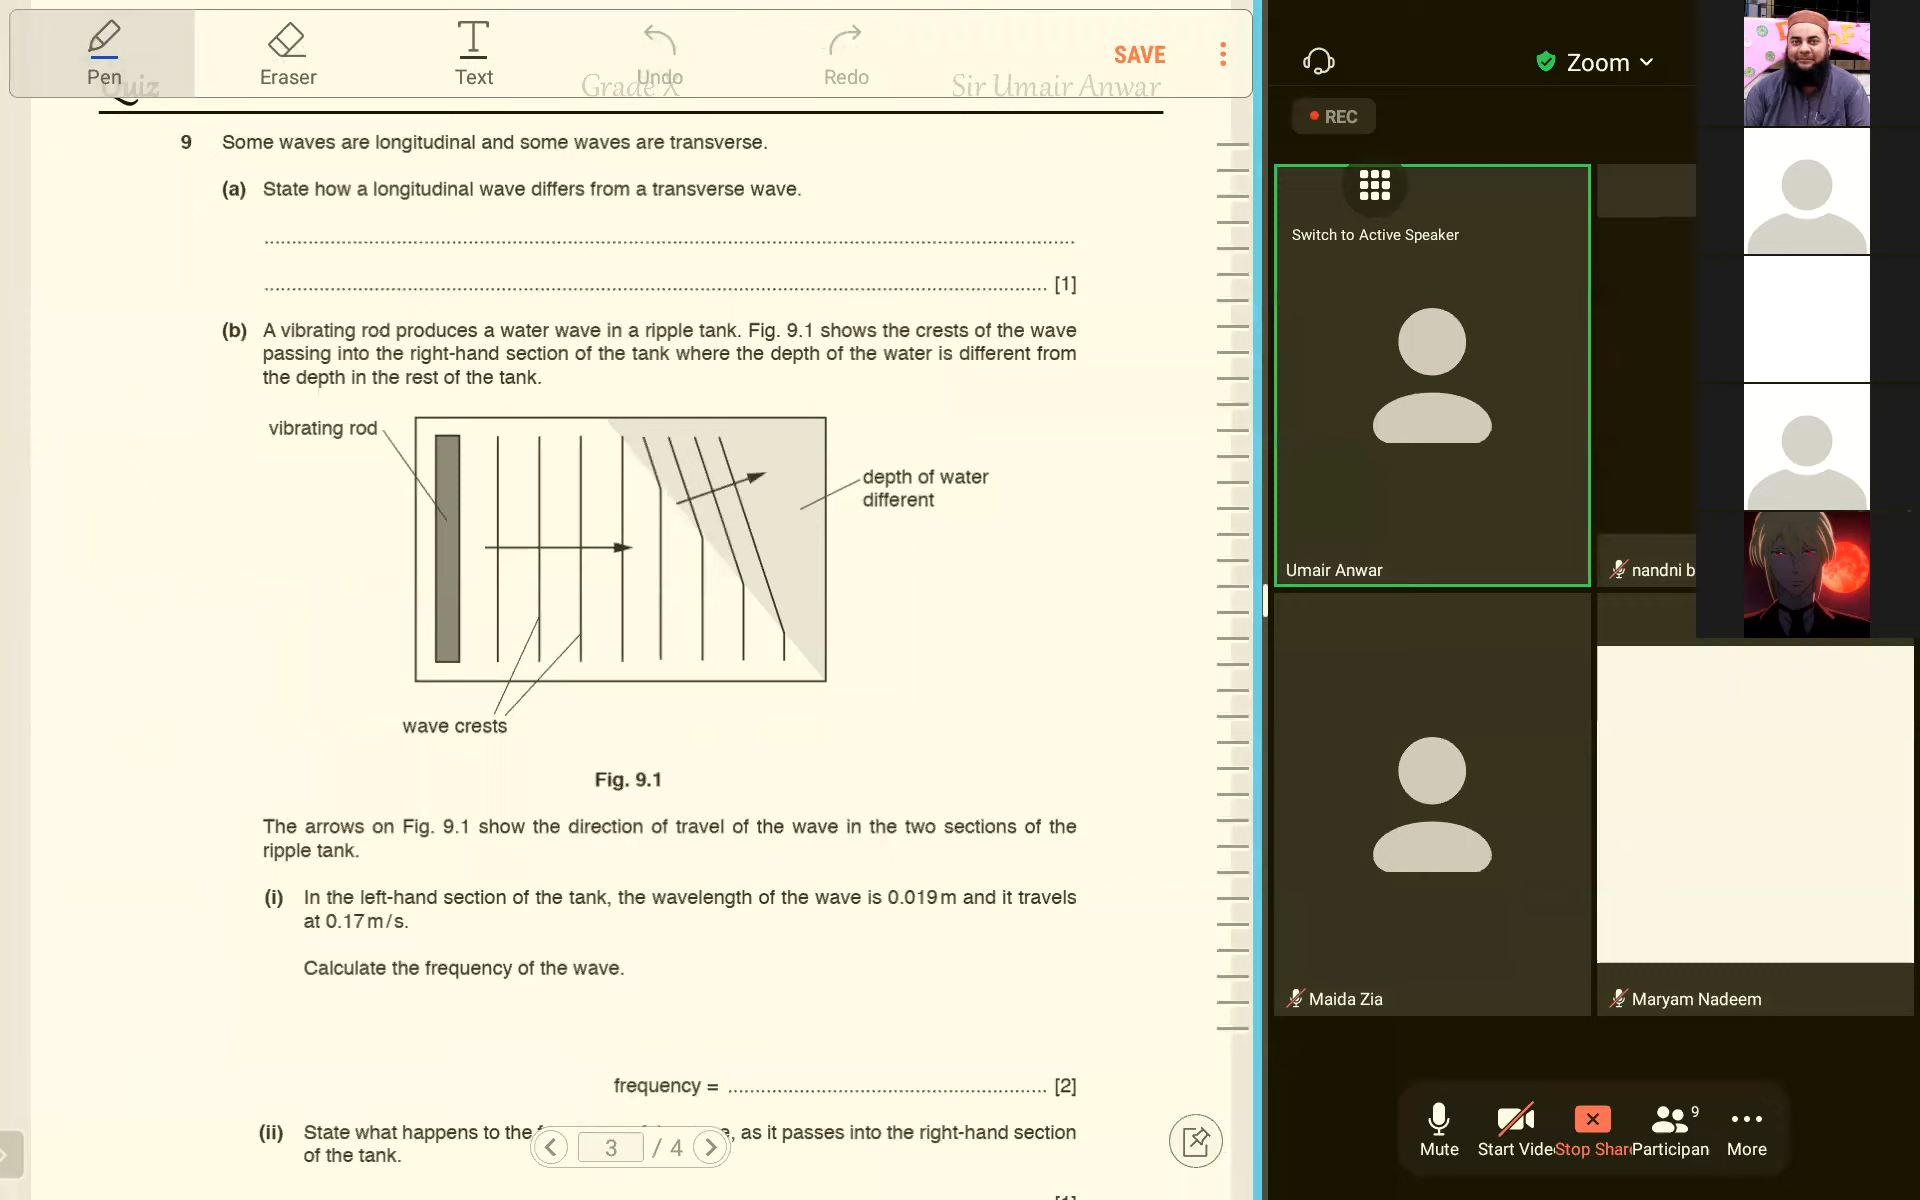 Pen
Eraser
Text
Undo
Redo
SAVE
Quiz
Grade X
Sir Umair Anwar
9 Some waves are longitudinal and some waves are transverse.
(a) State how a longitudinal wave differs from a transverse wave.
[1]
(b) A vibrating rod produces a water wave in a ripple tank. Fig. 9.1 shows the crests of the wave
passing into the right-hand section of the tank where the depth of the water is different from
the depth in the rest of the tank.
vibrating rod
depth of water
different
wave crests
Fig. 9.1
The arrows on Fig. 9.1 show the direction of travel of the wave in the two sections of the
ripple tank.
(i) In the left-hand section of the tank, the wavelength of the wave is 0.019 m and it travels
at 0.17 m/s.
Calculate the frequency of the wave.
frequency = [2]
(ii) State what happens to the , as it passes into the right-hand section
of the tank.
3 / 4
Zoom
REC
Switch to Active Speaker
Umair Anwar
nandni b
Maida Zia
Maryam Nadeem
9
Mute
Start Vide
Stop Shar
Participan
More